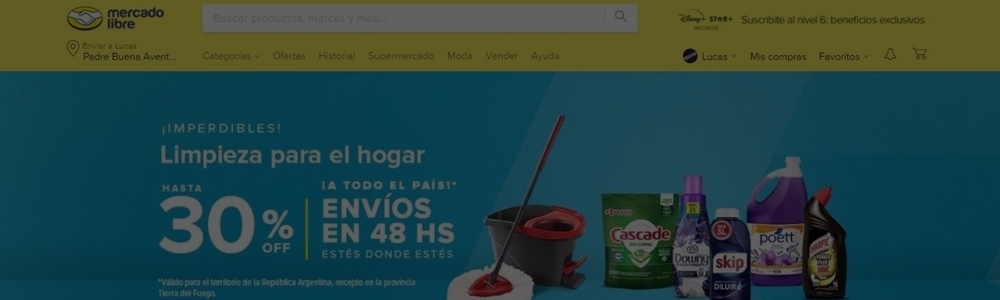 mercado
libre
Buscar productos, marcas y más...
Disney+ STAR+
INCLUIDOS
Suscribite al nivel 6: beneficios exclusivos
Enviar a Lucas
Padre Buena Avent...
Categorías Ofertas Historial Supermercado Moda Vender Ayuda
Lucas Mis compras Favoritos
¡IMPERDIBLES!
Limpieza para el hogar
HASTA
30% OFF
¡A TODO EL PAÍS!*
ENVÍOS
EN 48 HS
ESTÉS DONDE ESTÉS
*Válido para el territorio de la República Argentina, excepto en la provincia
Tierra del Fuego.
Cascade
ORIGINAL
Downy
skip
DILUIR
poett
HARPIC